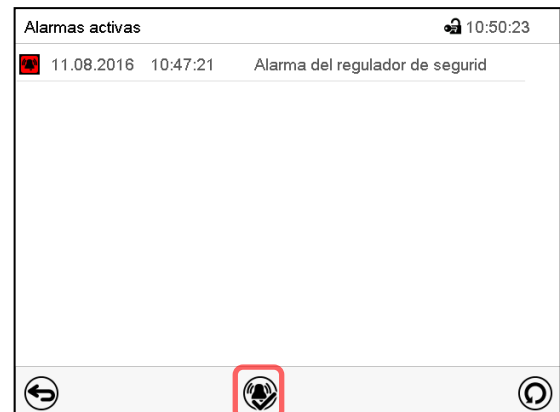 Alarmas activas 10:50:23
11.08.2016 10:47:21 Alarma del regulador de segurid